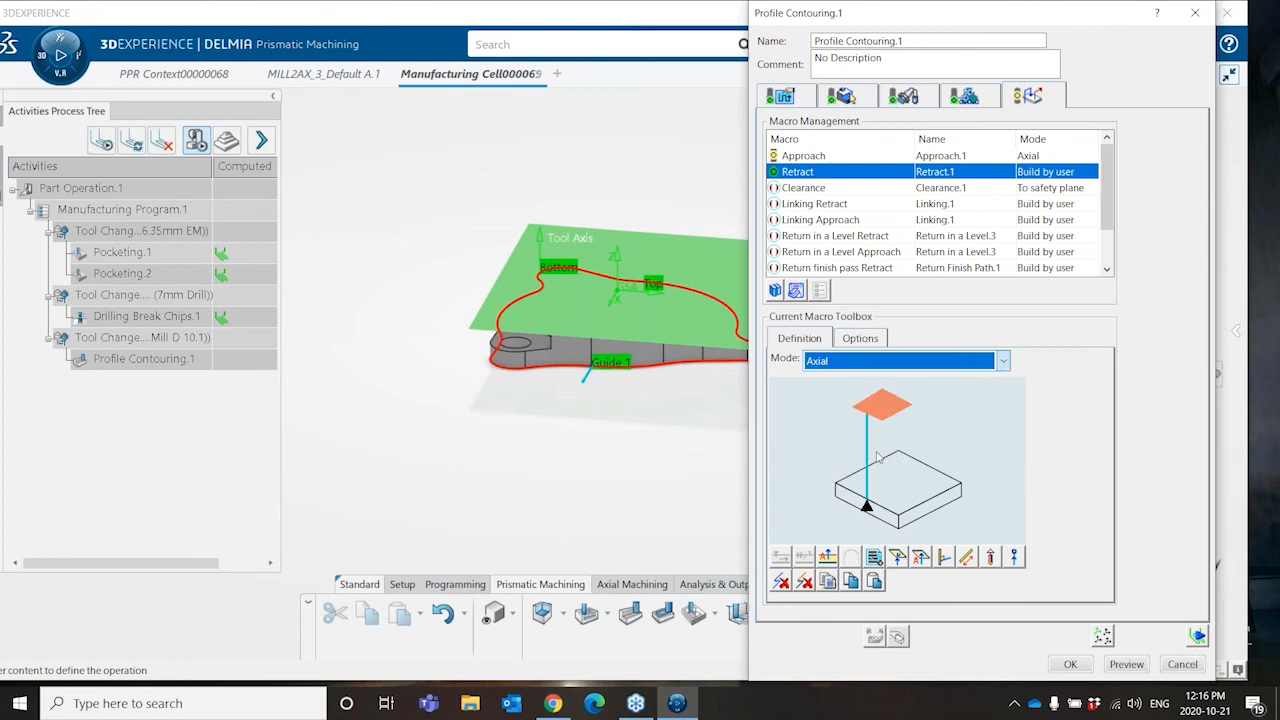 3DEXPERIENCE
3DEXPERIENCE | DELMIA Prismatic Machining
3D
V.R
Search
PPR Context00000068
MILL2AX_3_Default A.1
Manufacturing Cell000069
Activities Process Tree
Activities
Computed
Part Operation.1
Manufacturing Program.1
Tool Chang...6.35mm EM))
Pocketing.1
Pocketing.2
Tool Change.... (7mm Drill))
Drilling Break Chips.1
Tool Change....Mill D 10.1))
Profile Contouring.1
Tool Axis
Bottom
Z
Top
X
Guide.1
Standard
Setup
Programming
Prismatic Machining
Axial Machining
Analysis & Outp
er content to define the operation
Profile Contouring.1
?
Name:
Profile Contouring.1
Comment:
No Description
Macro Management
Macro Name Mode
Approach Approach.1 Axial
Retract Retract.1 Build by user
Clearance Clearance.1 To safety plane
Linking Retract Linking.1 Build by user
Linking Approach Linking.1 Build by user
Return in a Level Retract Return in a Level.3 Build by user
Return in a Level Approach Return in a Level.2 Build by user
Return finish pass Retract Return Finish Path.1 Build by user
Current Macro Toolbox
Definition
Options
Mode:
Axial
OK
Preview
Cancel
Type here to search
ENG
12:16 PM
2020-10-21
19